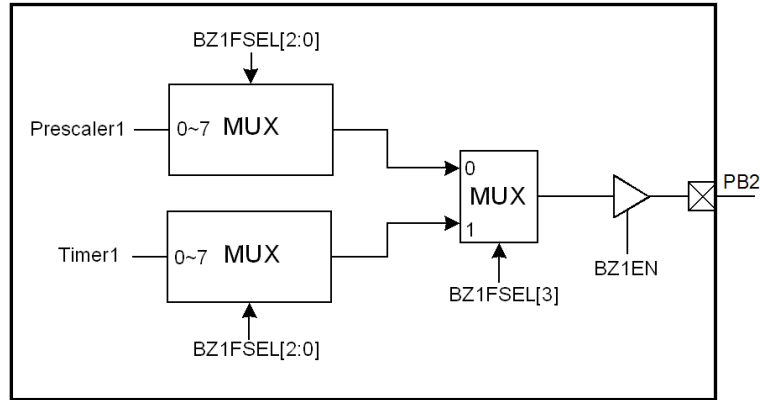 BZ1FSEL[2:0]
Prescaler1
0~7 MUX
0
MUX
PB2
1
Timer1
0~7 MUX
BZ1EN
BZ1FSEL[3]
BZ1FSEL[2:0]